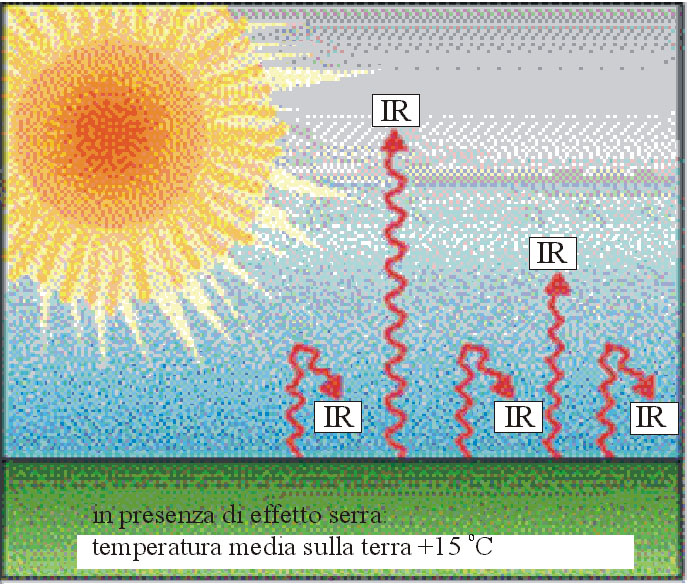 IR
IR
IR
IR
IR
in presenza di effetto serra
temperatura media sulla terra +15 °C